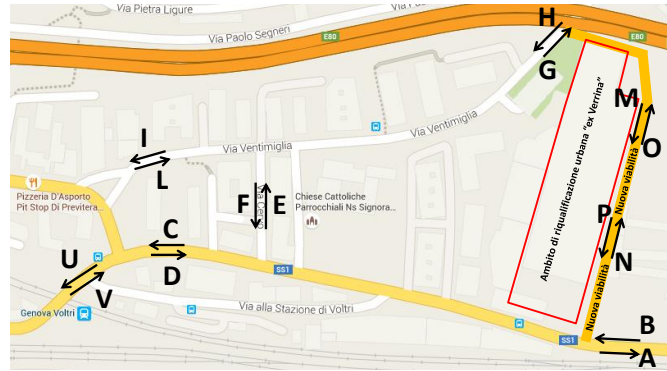 Via Pietra Ligure
Via Paolo Segneri
E80
H
E80
G
M
Ambito di riqualificazione urbana "ex Verrina"
O
Nuova viabilità
Via Ventimiglia
Via Ventimiglia
I
L
Pizzeria D'Asporto
Pit Stop Di Previtera...
F
Via Cerusa
E
Chiese Cattoliche
Parrocchiali Ns Signora...
P
N
Nuova viabilità
C
D
U
V
SS1
Via alla Stazione di Voltri
Genova Voltri
SS1
B
A